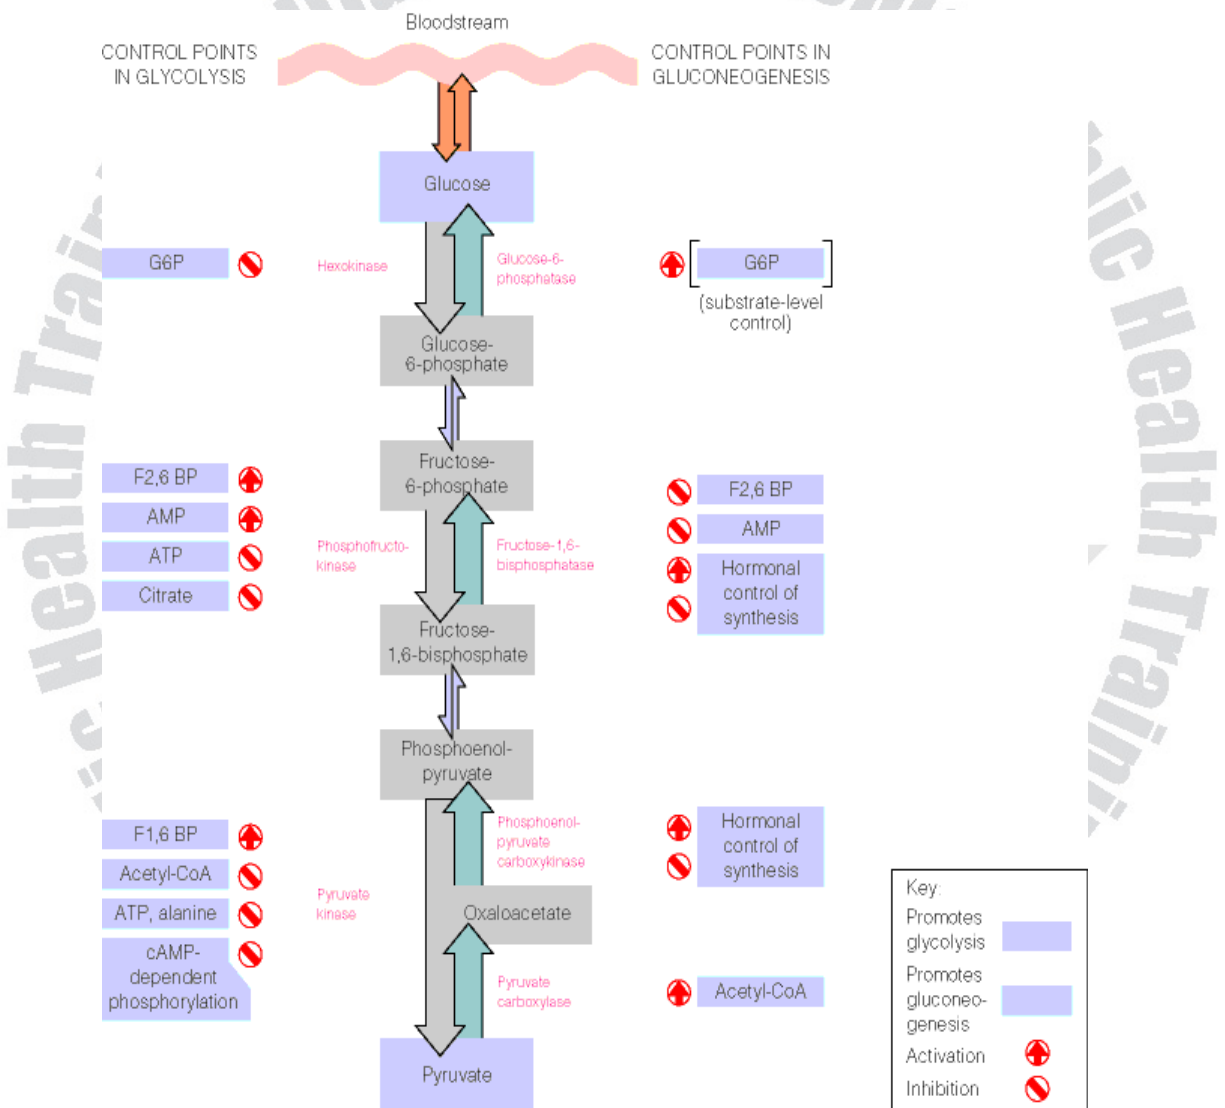 Bloodstream
CONTROL POINTS
IN GLYCOLYSIS
CONTROL POINTS IN
GLUCONEOGENESIS
Glucose
G6P
Hexokinase
Glucose-6-
phosphatase
G6P
(substrate-level
control)
Glucose-
6-phosphate
F2,6 BP
AMP
ATP
Citrate
Phosphofructo-
kinase
Fructose-
6-phosphate
Fructose-1,6-
bisphosphatase
F2,6 BP
AMP
Hormonal
control of
synthesis
Fructose-
1,6-bisphosphate
Phosphoenol-
pyruvate
F1,6 BP
Acetyl-CoA
ATP, alanine
cAMP-
dependent
phosphorylation
Pyruvate
kinase
Phosphoenol-
pyruvate
carboxykinase
Hormonal
control of
synthesis
Oxaloacetate
Pyruvate
carboxylase
Acetyl-CoA
Pyruvate
Key:
Promotes
glycolysis
Promotes
gluconeo-
genesis
Activation
Inhibition
Health
Health